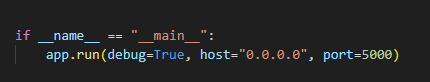 if __name__ == "__main__":
    app.run(debug=True, host="0.0.0.0", port=5000)